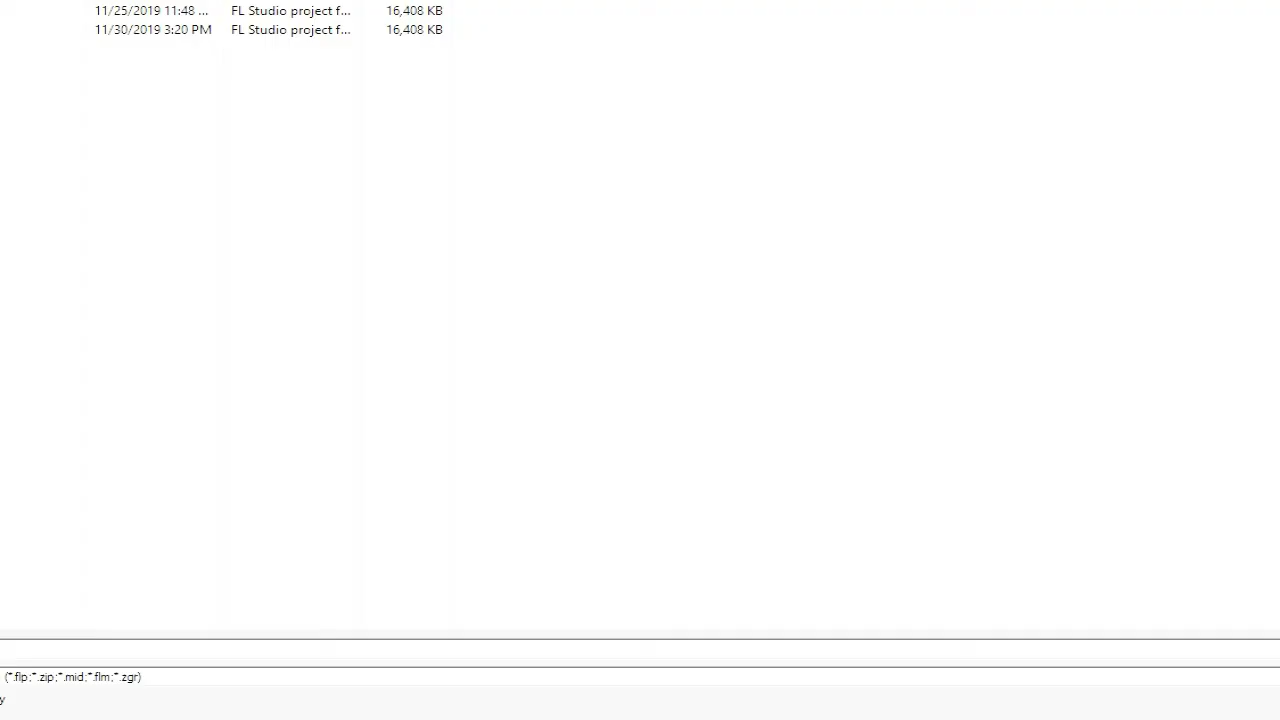 11/25/2019 11:48 ... FL Studio project f... 16,408 KB
11/30/2019 3:20 PM FL Studio project f... 16,408 KB
(*.flp;*.zip;*.mid;*.flm;*.zgr)
y